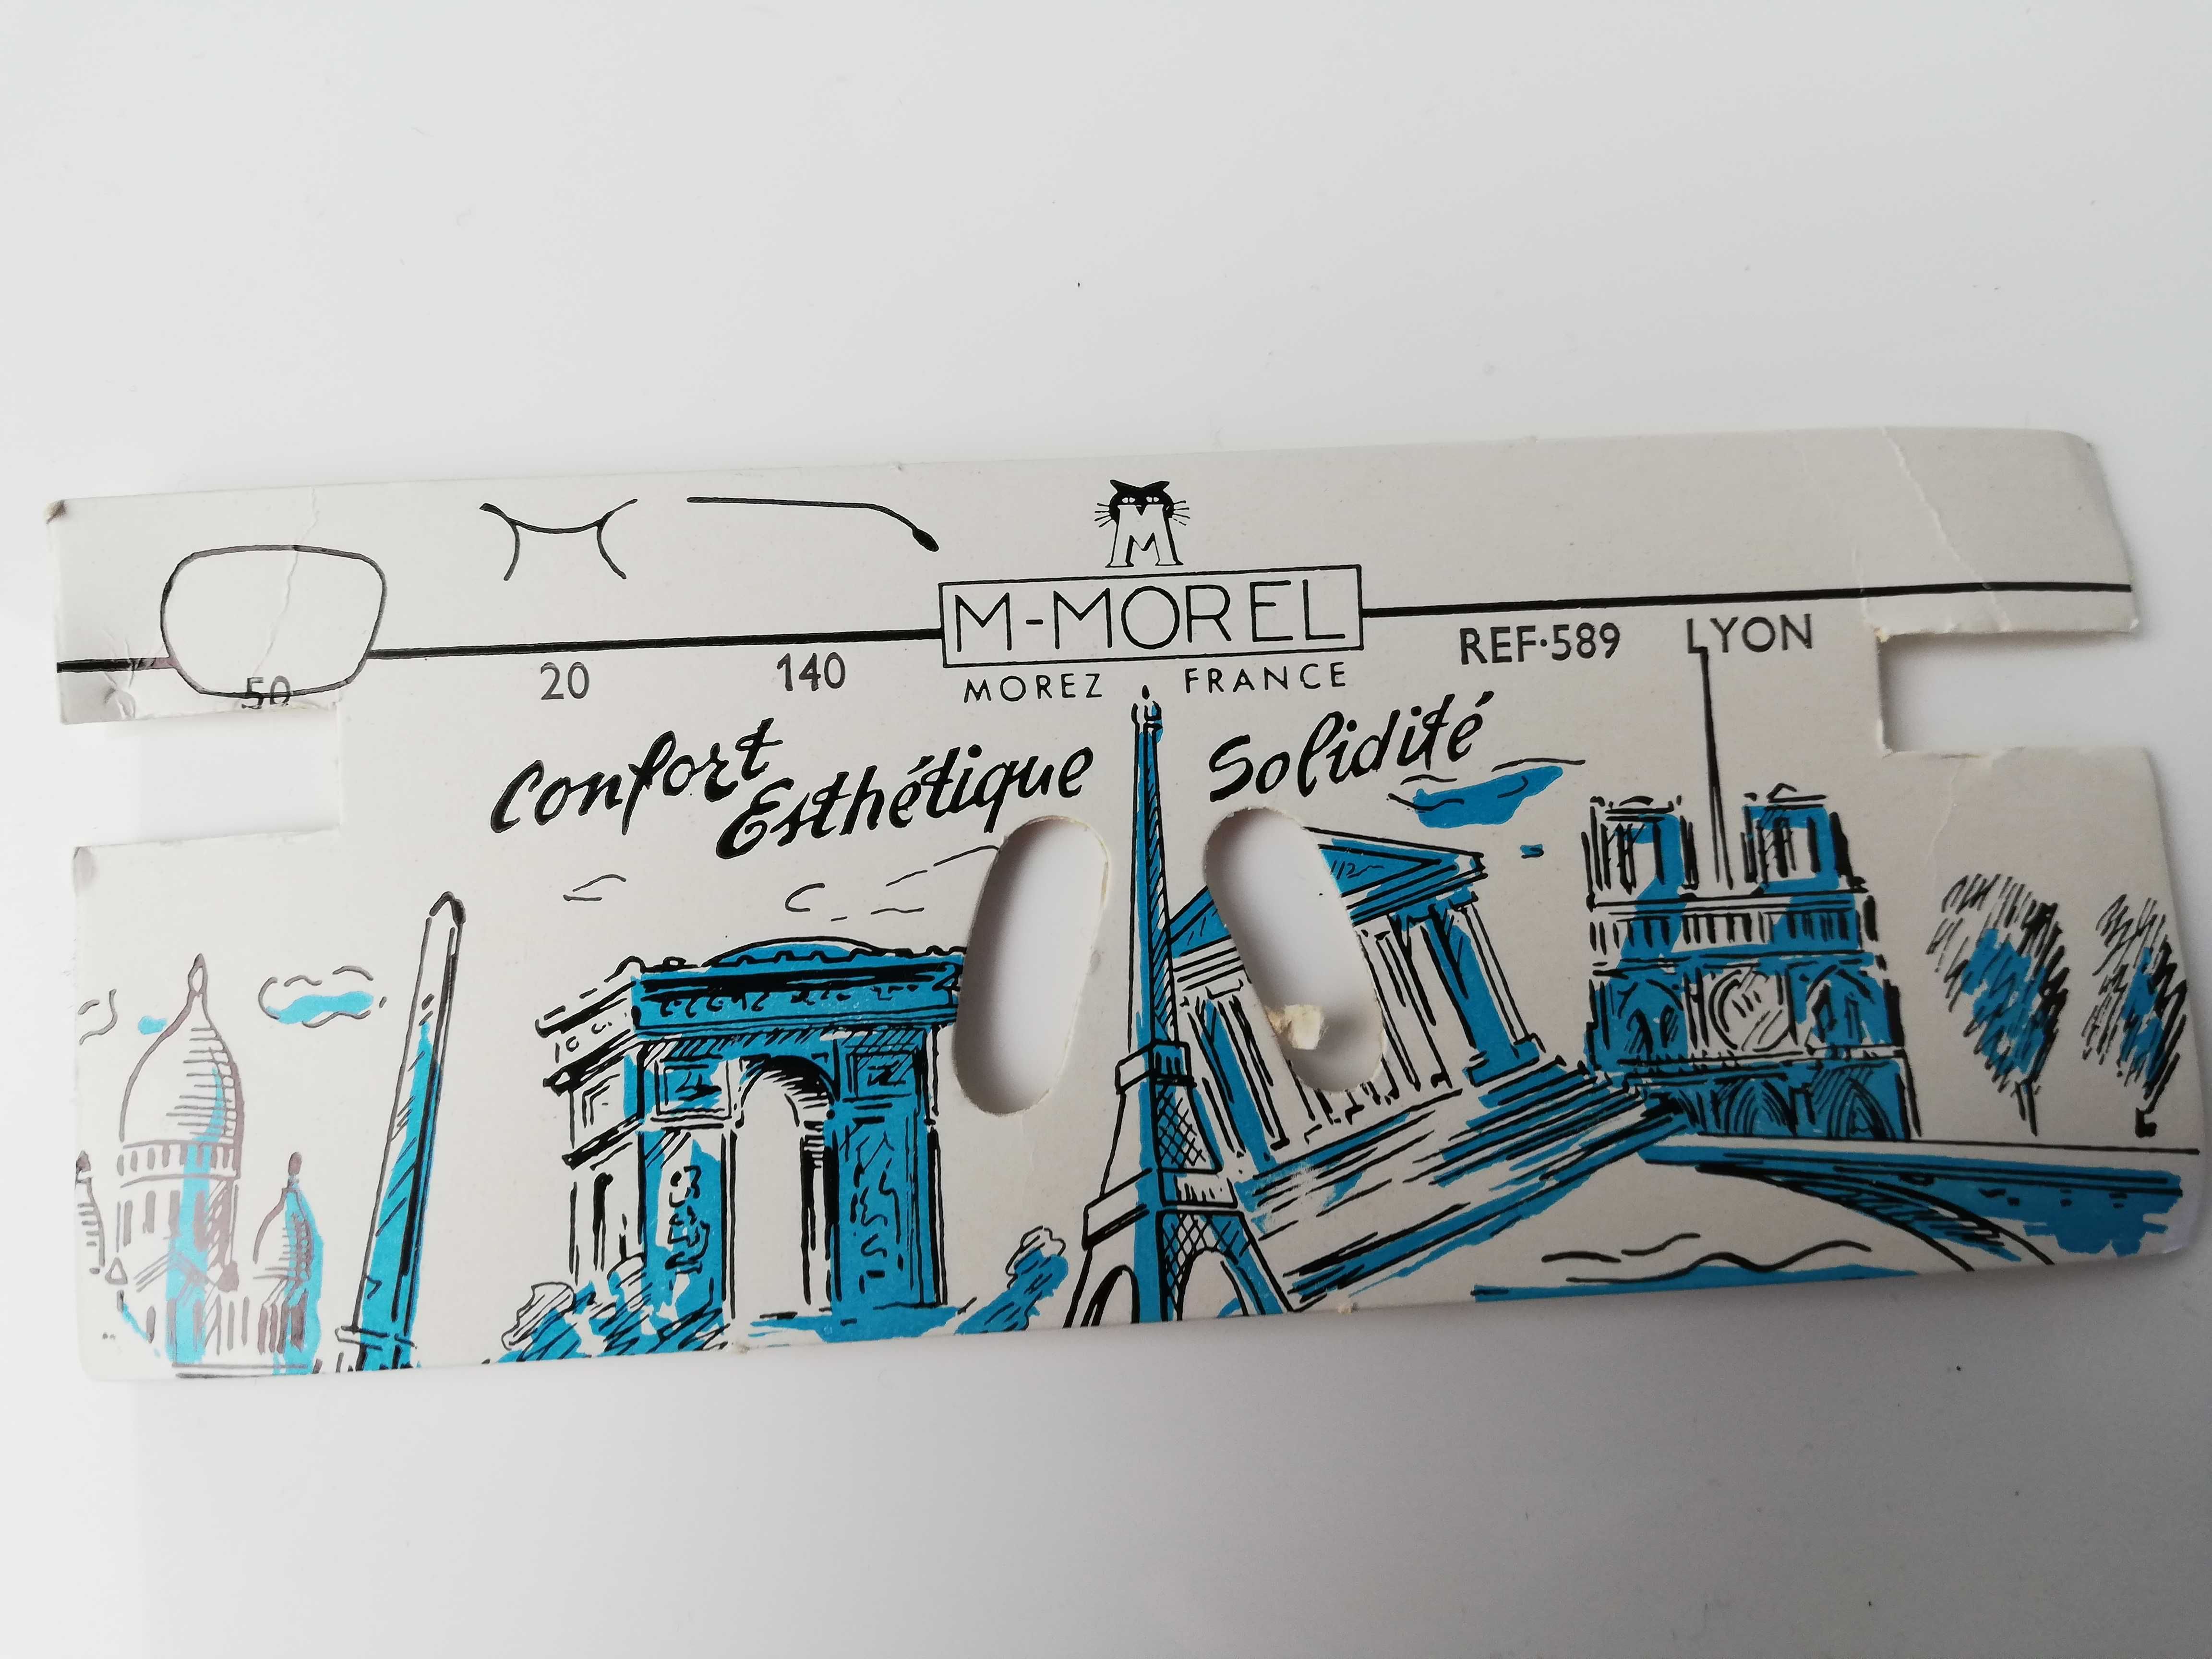 M
M-MOREL
MOREZ FRANCE
50 20 140
REF·589 LYON
Confort
Esthétique
Solidité